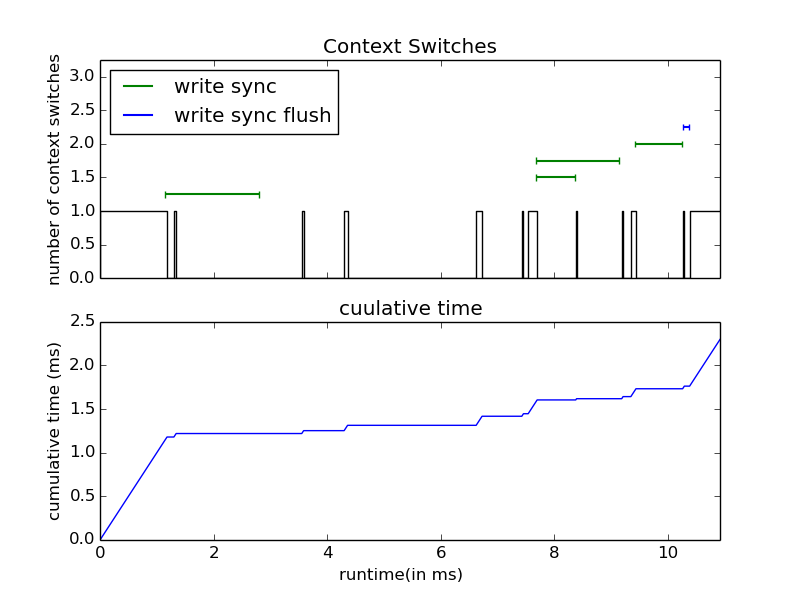 Context Switches
number of context switches
3.0
2.5
2.0
1.5
1.0
0.5
0.0
write sync
write sync flush
cuulative time
cumulative time (ms)
2.5
2.0
1.5
1.0
0.5
0.0
0 2 4 6 8 10
runtime(in ms)